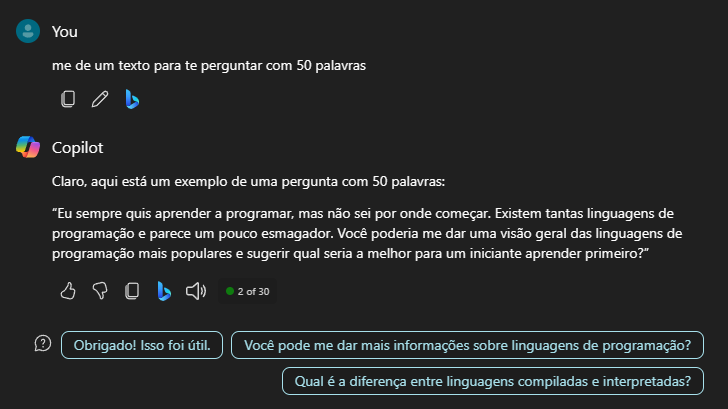 You
me de um texto para te perguntar com 50 palavras
Copilot
Claro, aqui está um exemplo de uma pergunta com 50 palavras:
“Eu sempre quis aprender a programar, mas não sei por onde começar. Existem tantas linguagens de
programação e parece um pouco esmagador. Você poderia me dar uma visão geral das linguagens de
programação mais populares e sugerir qual seria a melhor para um iniciante aprender primeiro?”
2 of 30
Obrigado! Isso foi útil.
Você pode me dar mais informações sobre linguagens de programação?
Qual é a diferença entre linguagens compiladas e interpretadas?